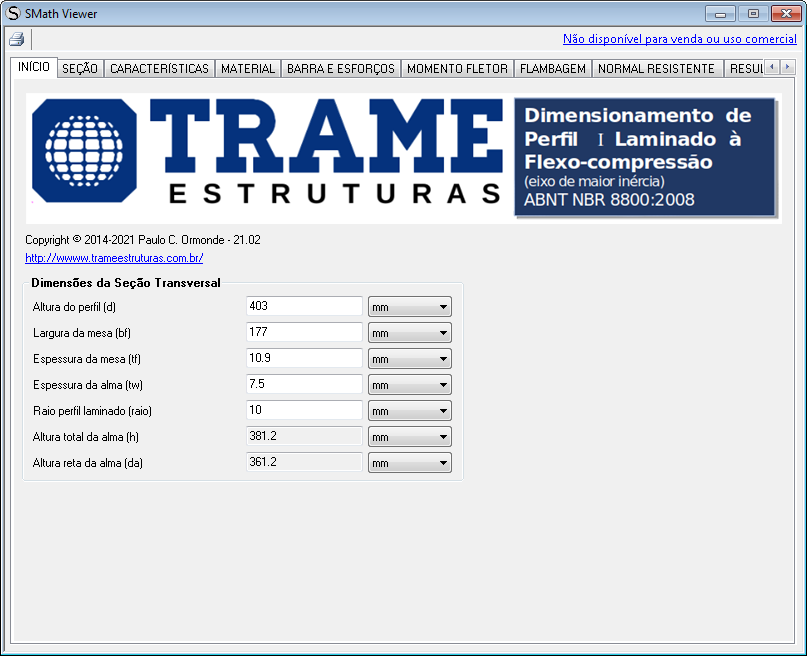 SMath Viewer
Não disponível para venda ou uso comercial
INÍCIO SEÇÃO CARACTERÍSTICAS MATERIAL BARRA E ESFORÇOS MOMENTO FLETOR FLAMBAGEM NORMAL RESISTENTE RESUL
TRAME
ESTRUTURAS
Dimensionamento de
Perfil I Laminado à
Flexo-compressão
(eixo de maior inércia)
ABNT NBR 8800:2008
Copyright © 2014-2021 Paulo C. Ormonde - 21.02
http://wwww.trameestruturas.com.br/
Dimensões da Seção Transversal
Altura do perfil (d) 403 mm
Largura da mesa (bf) 177 mm
Espessura da mesa (tf) 10.9 mm
Espessura da alma (tw) 7.5 mm
Raio perfil laminado (raio) 10 mm
Altura total da alma (h) 381.2 mm
Altura reta da alma (da) 361.2 mm